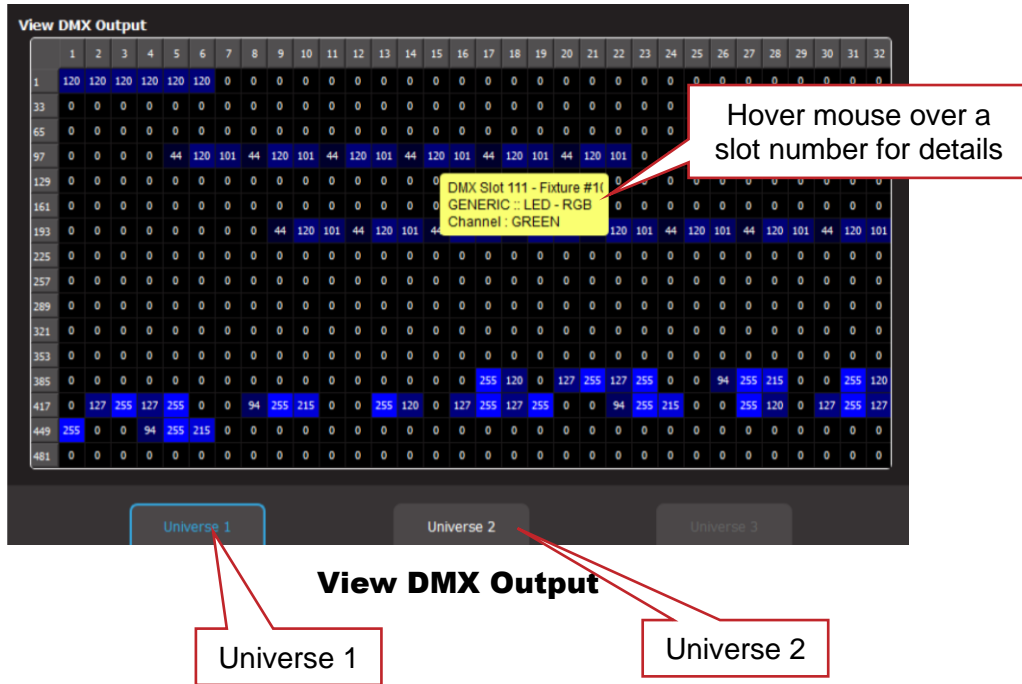 View DMX Output
1 2 3 4 5 6 7 8 9 10 11 12 13 14 15 16 17 18 19 20 21 22 23 24 25 26 27 28 29 30 31 32
1 120 120 120 120 120 120 0 0 0 0 0 0 0 0 0 0 0 0 0 0 0 0 0 0 0 0 0 0 0 0 0 0
33 0 0 0 0 0 0 0 0 0 0 0 0 0 0 0 0 0 0 0 0 0 0 0 0
65 0 0 0 0 0 0 0 0 0 0 0 0 0 0 0 0 0 0 0 0 0 0 0 0
Hover mouse over a
slot number for details
97 0 0 0 0 44 120 101 44 120 101 44 120 101 44 120 101 44 120 101 44 120 101 0
129 0 0 0 0 0 0 0 0 0 0 0 0 0 0 0 0 0 0 0 0 0 0 0 0 0 0
161 0 0 0 0 0 0 0 0 0 0 0 0 0 0 0 0 0 0 0 0 0 0 0 0 0 0
DMX Slot 111 - Fixture
GENERIC :: LED - RGB
Channel : GREEN
193 0 0 0 0 0 0 0 0 44 120 101 44 120 101 120 101 44 120 101 44 120 101 44 120 101
225 0 0 0 0 0 0 0 0 0 0 0 0 0 0 0 0 0 0 0 0 0 0 0 0 0 0 0 0 0 0 0 0
257 0 0 0 0 0 0 0 0 0 0 0 0 0 0 0 0 0 0 0 0 0 0 0 0 0 0 0 0 0 0 0 0
289 0 0 0 0 0 0 0 0 0 0 0 0 0 0 0 0 0 0 0 0 0 0 0 0 0 0 0 0 0 0 0 0
321 0 0 0 0 0 0 0 0 0 0 0 0 0 0 0 0 0 0 0 0 0 0 0 0 0 0 0 0 0 0 0 0
353 0 0 0 0 0 0 0 0 0 0 0 0 0 0 0 0 0 0 0 0 0 0 0 0 0 0 0 0 0 0 0 0
385 0 0 0 0 0 0 0 0 0 0 0 0 0 0 0 0 255 120 0 127 255 127 255 0 0 94 255 215 0 0 255 120
417 0 127 255 127 255 0 0 94 255 215 0 0 255 120 0 127 255 127 255 0 0 94 255 215 0 0 255 120 0 127 255 127
449 255 0 0 94 255 215 0 0 0 0 0 0 0 0 0 0 0 0 0 0 0 0 0 0 0 0 0 0 0 0 0 0
481 0 0 0 0 0 0 0 0 0 0 0 0 0 0 0 0 0 0 0 0 0 0 0 0 0 0 0 0 0 0 0 0
Universe 1 Universe 2 Universe 3
View DMX Output
Universe 1
Universe 2